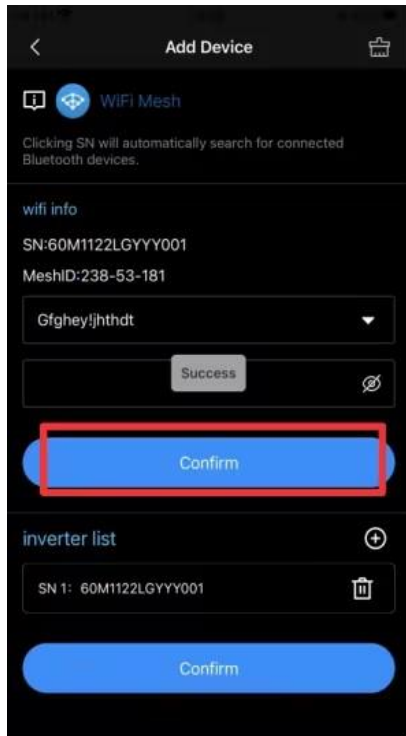 Add Device
WiFi Mesh
Clicking SN will automatically search for connected
Bluetooth devices.
wifi info
SN:60M1122LGYYY001
MeshID:238-53-181
Gfghey!jhthdt
Success
Confirm
inverter list
SN 1: 60M1122LGYYY001
Confirm